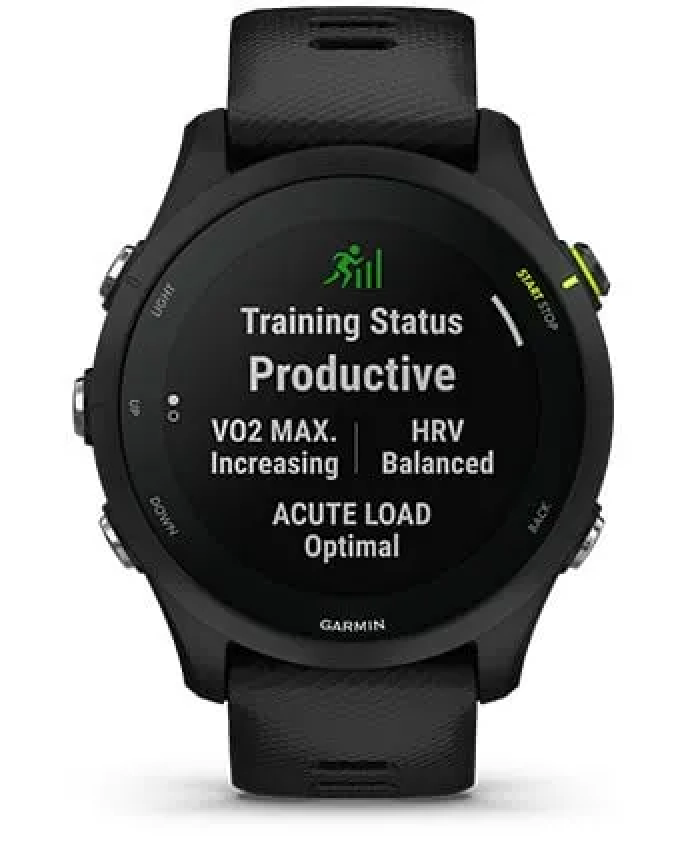 Training Status
Productive
VO2 MAX.
Increasing
HRV
Balanced
ACUTE LOAD
Optimal
LIGHT
UP
DOWN
START STOP
BACK
GARMIN